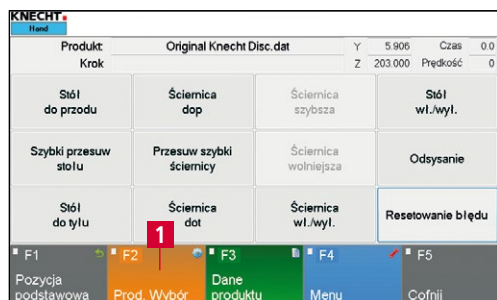 KNECHT
Hand
Produkt: Original Knecht Disc.dat Y 5.906 Czas 0.0
Krok Z 203.000 Prędkość 0
Stół do przodu
Ściernica dop
Ściernica szybsza
Stół wł./wył.
Szybki przesuw stołu
Przesuw szybki ściernicy
Ściernica wolniejsza
Odsysanie
Stół do tyłu
Ściernica dot
Ściernica wł./wył.
Resetowanie błędu
1
F1 F2 F3 F4 F5
Pozycja podstawowa
Prod. Wybór
Dane produktu
Menu
Cofnij